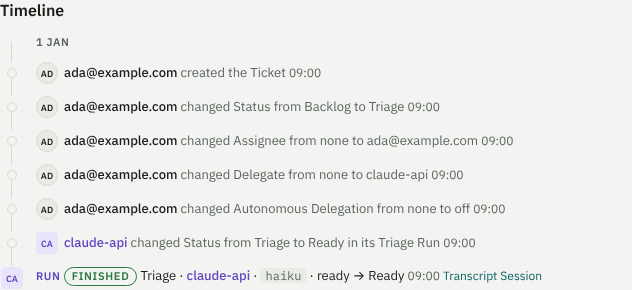 Timeline
1 JAN
AD ada@example.com created the Ticket 09:00
AD ada@example.com changed Status from Backlog to Triage 09:00
AD ada@example.com changed Assignee from none to ada@example.com 09:00
AD ada@example.com changed Delegate from none to claude-api 09:00
AD ada@example.com changed Autonomous Delegation from none to off 09:00
CA claude-api changed Status from Triage to Ready in its Triage Run 09:00
CA RUN FINISHED Triage · claude-api · haiku · ready → Ready 09:00 Transcript Session